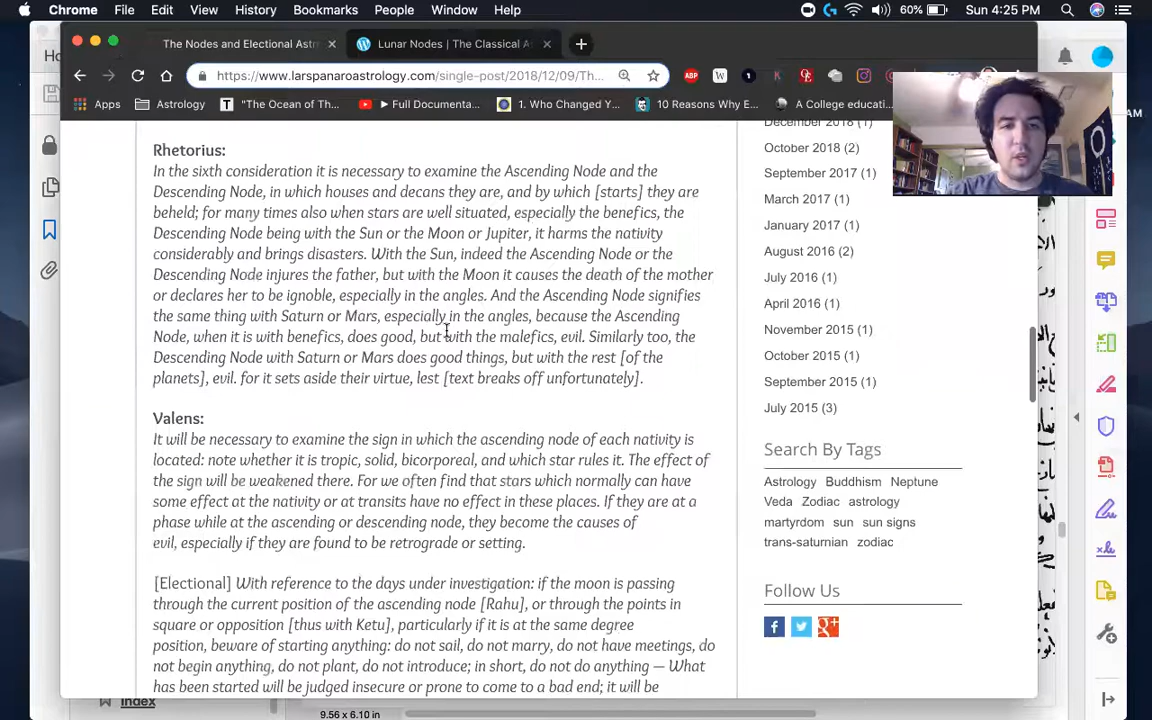 Chrome File Edit View History Bookmarks People Window Help 60% Sun 4:25 PM
The Nodes and Electional Ast
Lunar Nodes | The Classical A
https://www.larspanaroastrology.com/single-post/2018/12/09/Th...
ABP W 1
Apps Astrology T "The Ocean of Th... ▸ Full Documenta... 1. Who Changed Y... 10 Reasons Why E... A College educati...
AM
Rhetorius:
In the sixth consideration it is necessary to examine the Ascending Node and the
Descending Node, in which houses and decans they are, and by which [starts] they are
beheld; for many times also when stars are well situated, especially the benefics, the
Descending Node being with the Sun or the Moon or Jupiter, it harms the nativity
considerably and brings disasters. With the Sun, indeed the Ascending Node or the
Descending Node injures the father, but with the Moon it causes the death of the mother
or declares her to be ignoble, especially in the angles. And the Ascending Node signifies
the same thing with Saturn or Mars, especially in the angles, because the Ascending
Node, when it is with benefics, does good, but with the malefics, evil. Similarly too, the
Descending Node with Saturn or Mars does good things, but with the rest [of the
planets], evil. for it sets aside their virtue, lest [text breaks off unfortunately].
Valens:
It will be necessary to examine the sign in which the ascending node of each nativity is
located: note whether it is tropic, solid, bicorporeal, and which star rules it. The effect of
the sign will be weakened there. For we often find that stars which normally can have
some effect at the nativity or at transits have no effect in these places. If they are at a
phase while at the ascending or descending node, they become the causes of
evil, especially if they are found to be retrograde or setting.
[Electional] With reference to the days under investigation: if the moon is passing
through the current position of the ascending node [Rahu], or through the points in
square or opposition [thus with Ketu], particularly if it is at the same degree
position, beware of starting anything: do not sail, do not marry, do not have meetings, do
not begin anything, do not plant, do not introduce; in short, do not do anything — What
has been started will be judged insecure or prone to come to a bad end; it will be
December 2018 (1)
October 2018 (2)
September 2017 (1)
March 2017 (1)
January 2017 (1)
August 2016 (2)
July 2016 (1)
April 2016 (1)
November 2015 (1)
October 2015 (1)
September 2015 (1)
July 2015 (3)
Search By Tags
Astrology Buddhism Neptune
Veda Zodiac astrology
martyrdom sun sun signs
trans-saturnian zodiac
Follow Us
Index
9.56 x 6.10 in